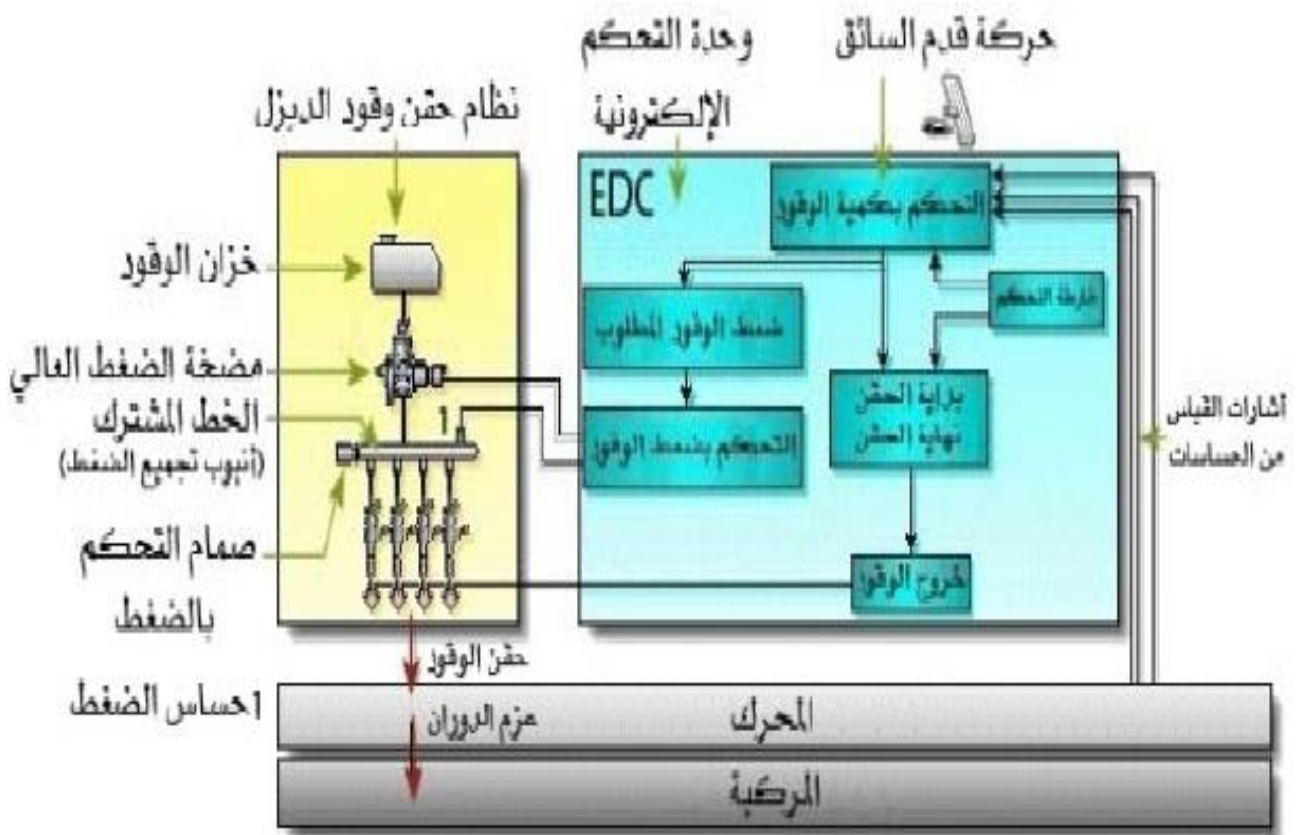 حركة قدم السائق
وحدة التحكم
الإلكترونية
نظام حقن وقود الديزل
EDC
التحكم بكمية الوقود
خزان الوقود
خارطة التحكم
ضغط الوقود المطلوب
مضخة الضغط العالي
بداية الحقن
نهاية الحقن
أشارات القياس
من الحساسات
الخط المشترك
(أنبوب تجميع الضغط)
1
التحكم بضغط الوقود
صمام التحكم
بالضغط
خروج الوقود
حقن الوقود
1حساس الضغط
عزم الدوران
المحرك
المركبة